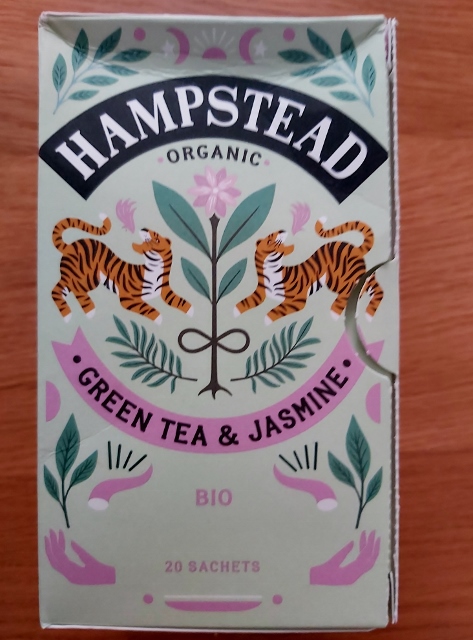 HAMPSTEAD
ORGANIC
GREEN TEA & JASMINE
BIO
20 SACHETS